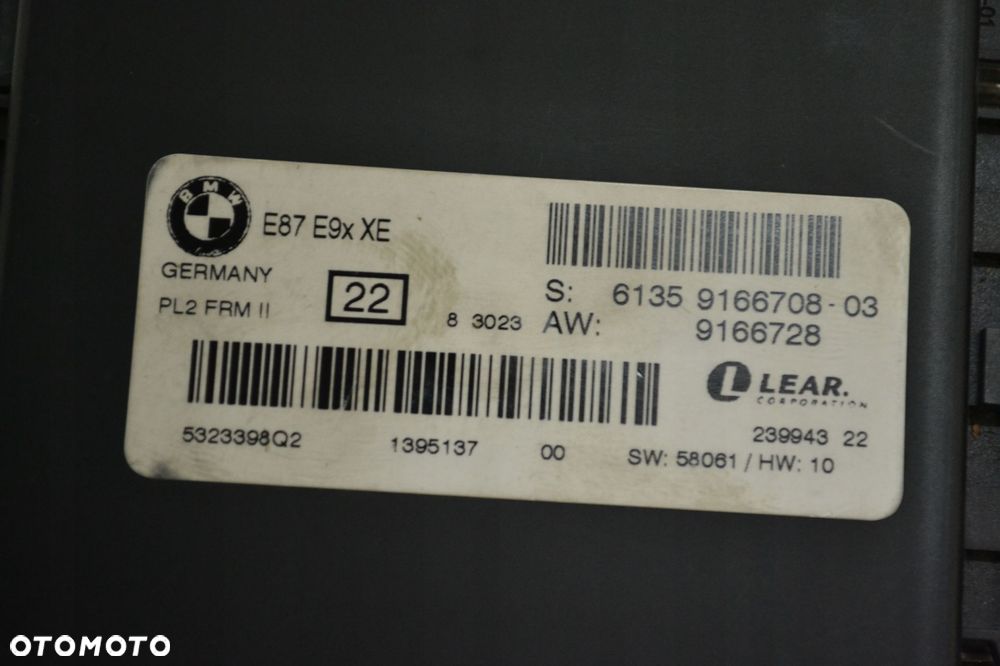 BMW
E87 E9x XE
GERMANY
PL2 FRM II
22
8 3023
S: 6135 9166708-03
AW: 9166728
LEAR.
CORPORATION
5323398Q2
1395137
00
239943 22
SW: 58061 / HW: 10
OTOMOTO